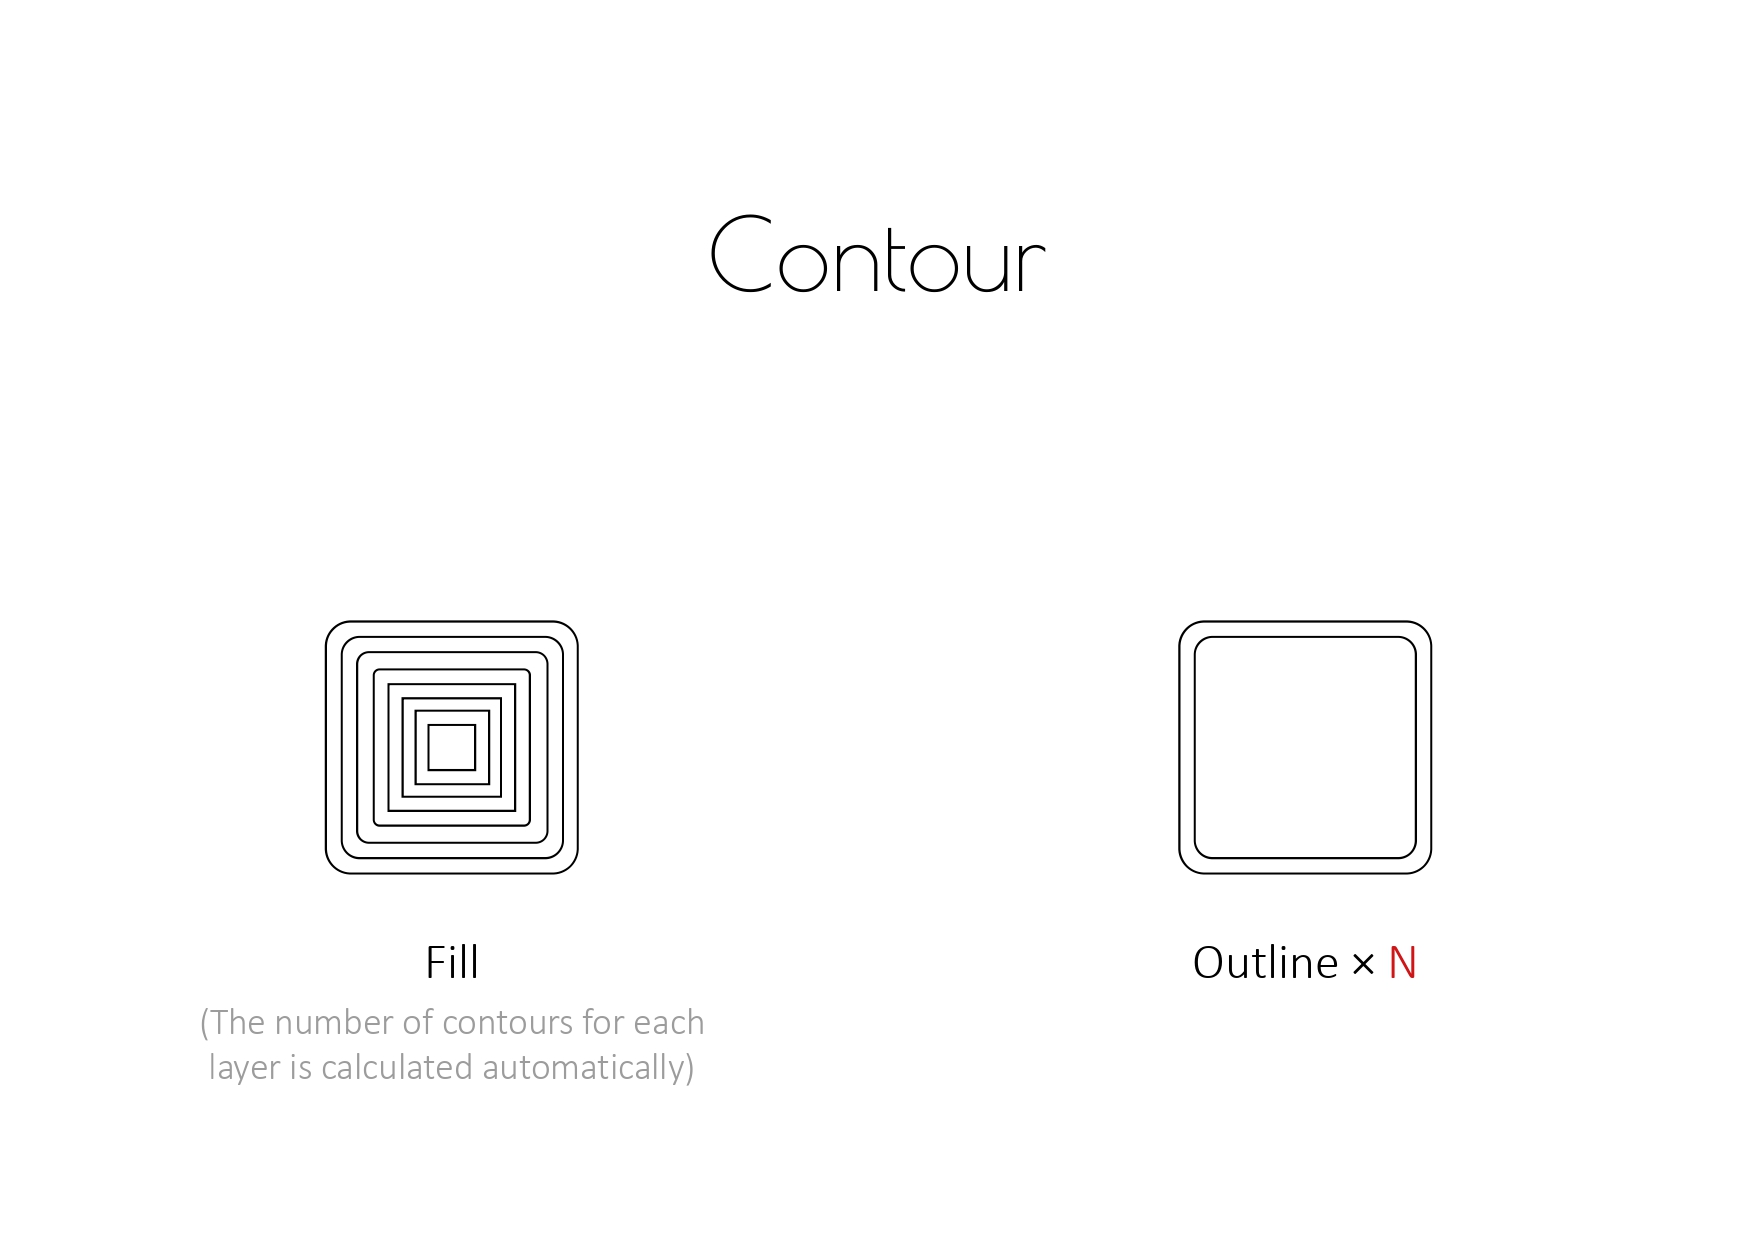 Contour
Fill
(The number of contours for each
layer is calculated automatically)
Outline × N